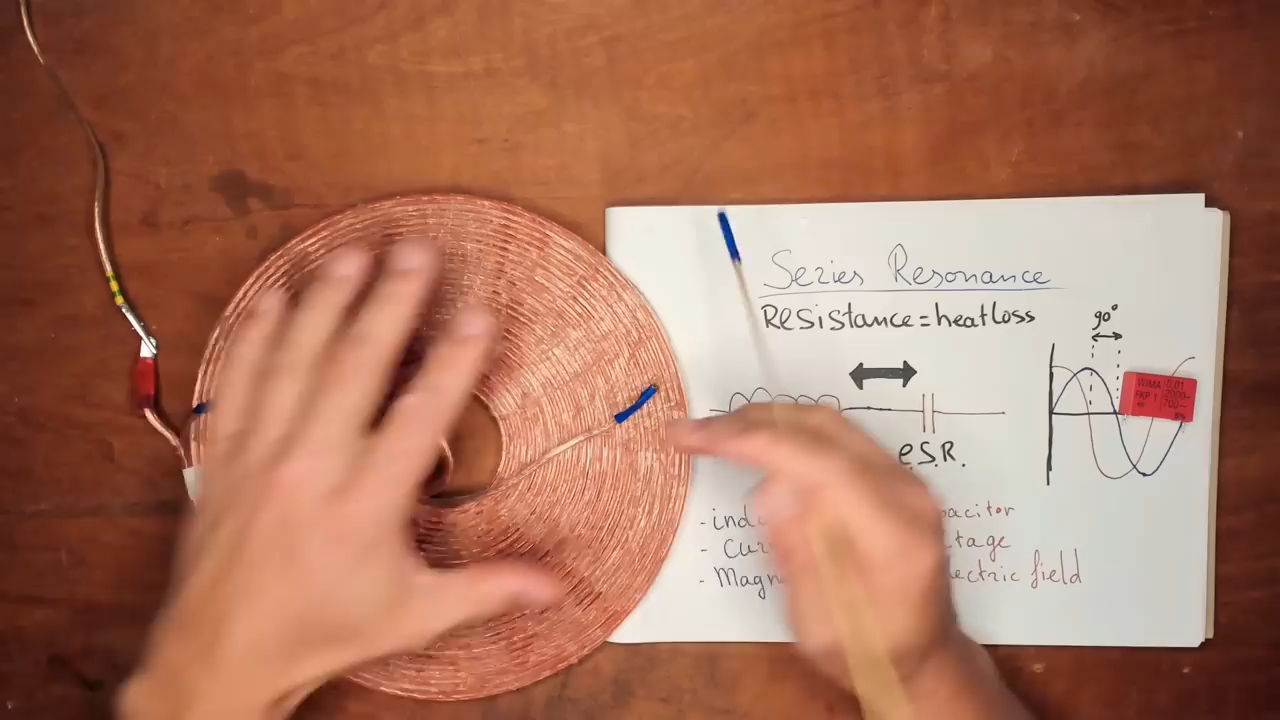 Series Resonance
Resistance=heatloss
90°
WIMA 0,01
FKP 1 2000-
700~
e.S.R.
- ind pacitor
- Cur tage
- Magn ectric field